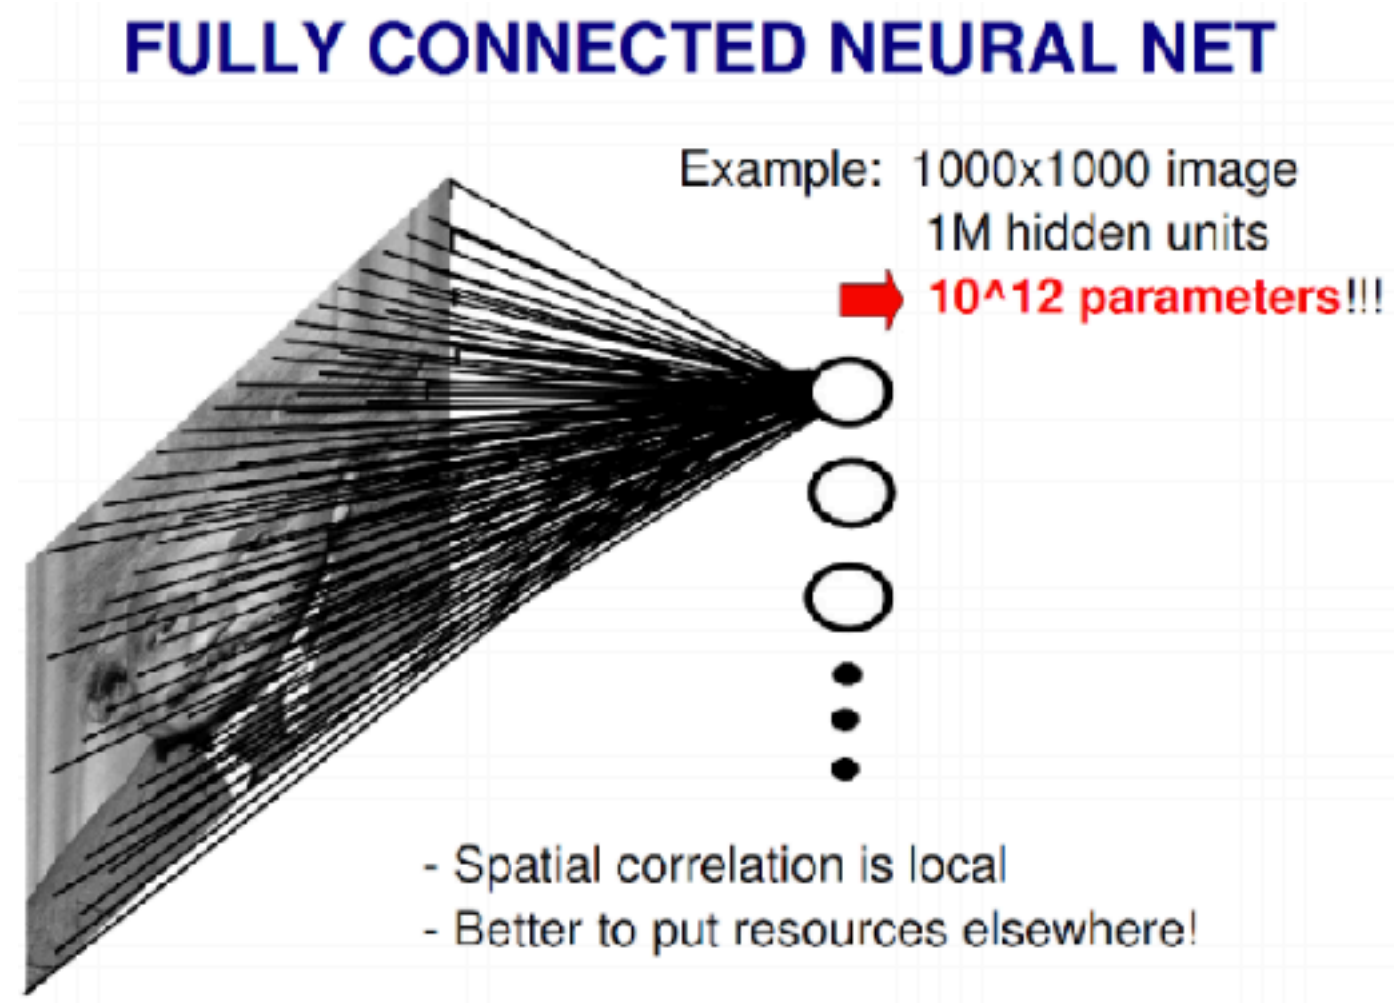 FULLY CONNECTED NEURAL NET
Example: 1000x1000 image
1M hidden units
10^12 parameters!!!
- Spatial correlation is local
- Better to put resources elsewhere!